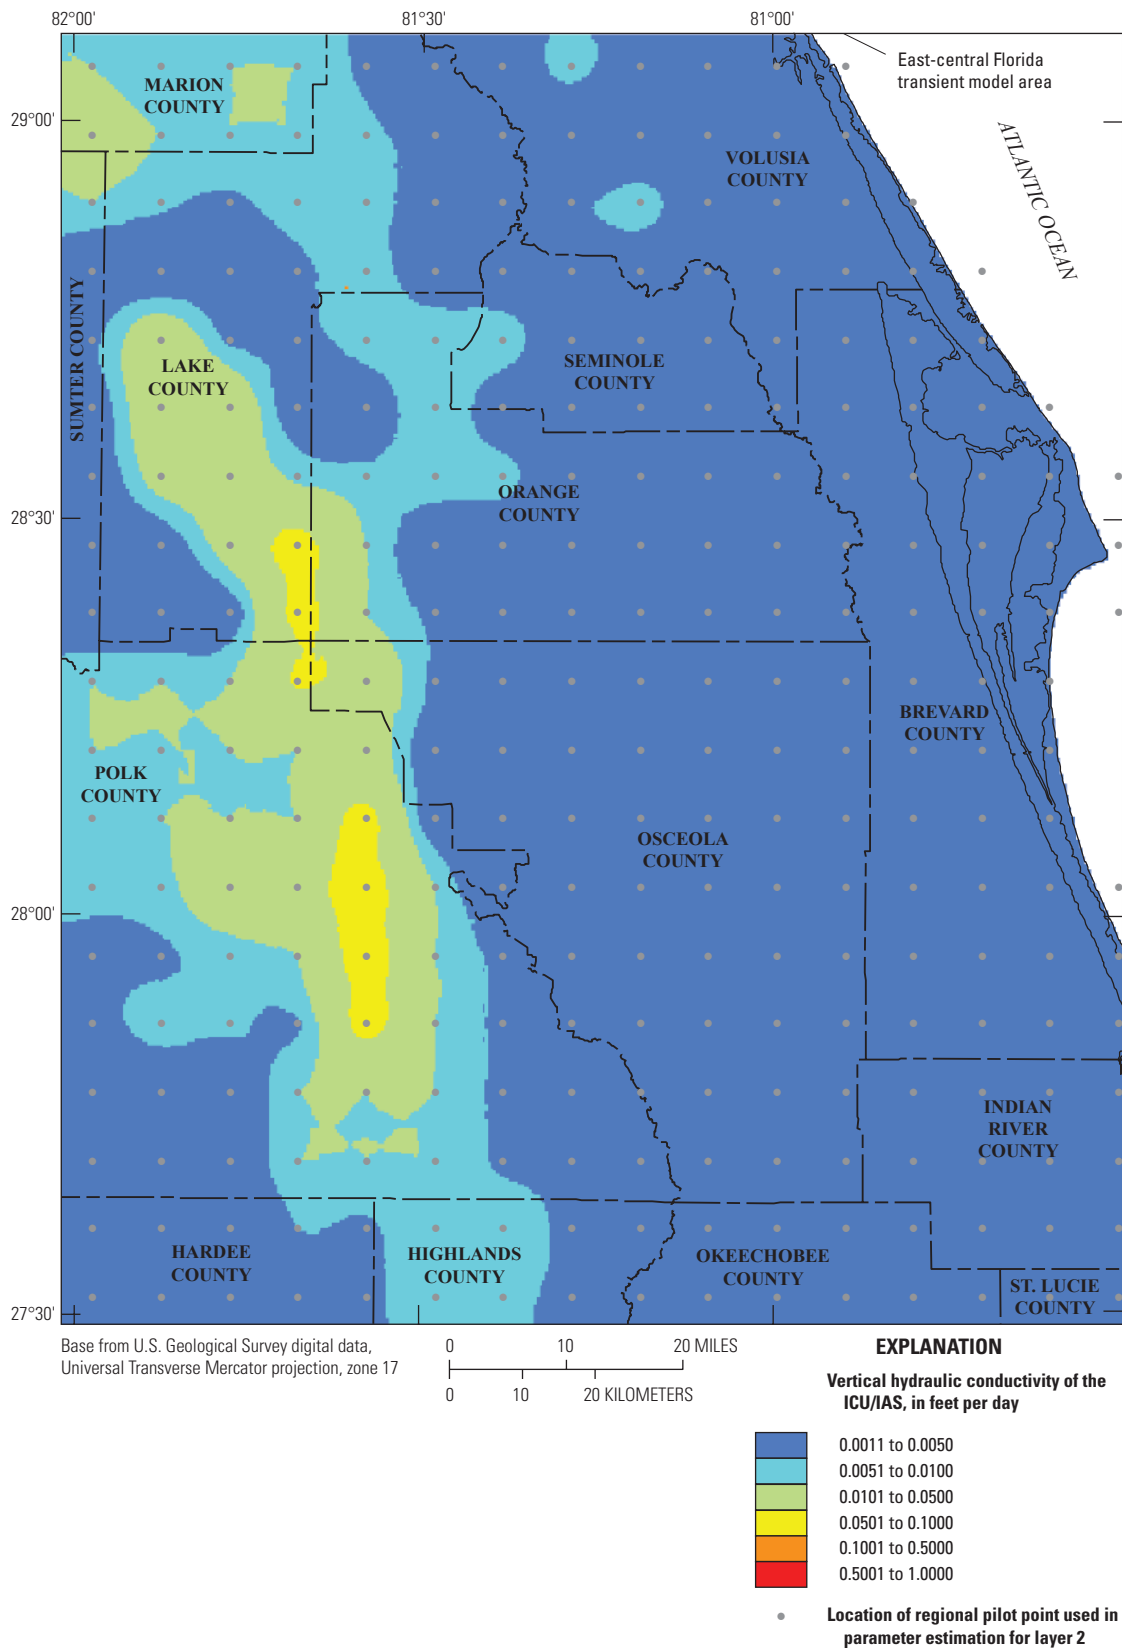 82°00'
81°30'
81°00'
East-central Florida
transient model area
MARION
COUNTY
29°00'
ATLANTIC OCEAN
VOLUSIA
COUNTY
SUMTER COUNTY
LAKE
COUNTY
SEMINOLE
COUNTY
ORANGE
COUNTY
28°30'
BREVARD
COUNTY
POLK
COUNTY
OSCEOLA
COUNTY
28°00'
INDIAN
RIVER
COUNTY
HARDEE
COUNTY
HIGHLANDS
COUNTY
OKEECHOBEE
COUNTY
ST. LUCIE
COUNTY
27°30'
Base from U.S. Geological Survey digital data,
Universal Transverse Mercator projection, zone 17
0 10 20 MILES
0 10 20 KILOMETERS
EXPLANATION
Vertical hydraulic conductivity of the
ICU/IAS, in feet per day
0.0011 to 0.0050
0.0051 to 0.0100
0.0101 to 0.0500
0.0501 to 0.1000
0.1001 to 0.5000
0.5001 to 1.0000
Location of regional pilot point used in
parameter estimation for layer 2